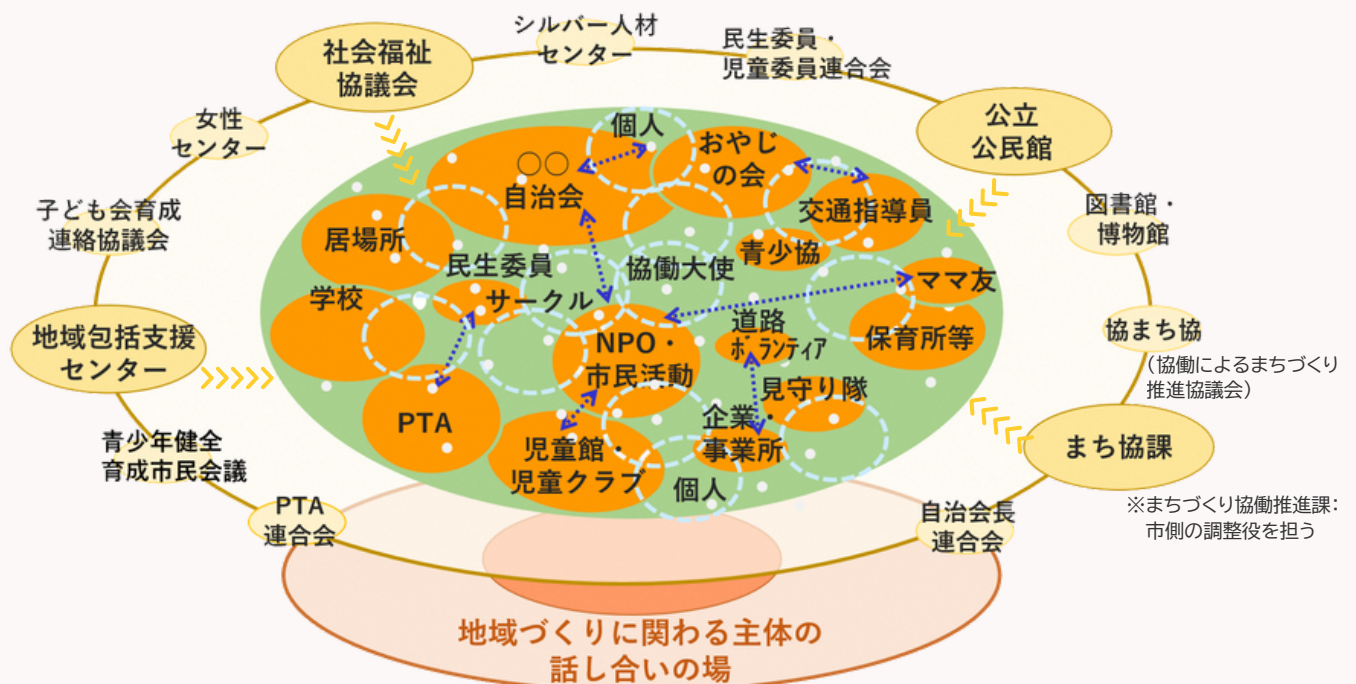 シルバー人材
センター
民生委員・
児童委員連合会
社会福祉
協議会
公立
公民館
女性
センター
個人
おやじ
の会
〇〇
自治会
図書館・
博物館
子ども会育成
連絡協議会
居場所
交通指導員
青少協
民生委員
協働大使
ママ友
学校
サークル
道路
ボランティア
地域包括支援
センター
NPO・
市民活動
保育所等
協まち協
(協働によるまちづくり
推進協議会)
見守り隊
PTA
企業・
事業所
まち協課
青少年健全
育成市民会議
児童館・
児童クラブ
個人
PTA
連合会
自治会長
連合会
※まちづくり協働推進課:
市側の調整役を担う
地域づくりに関わる主体の
話し合いの場